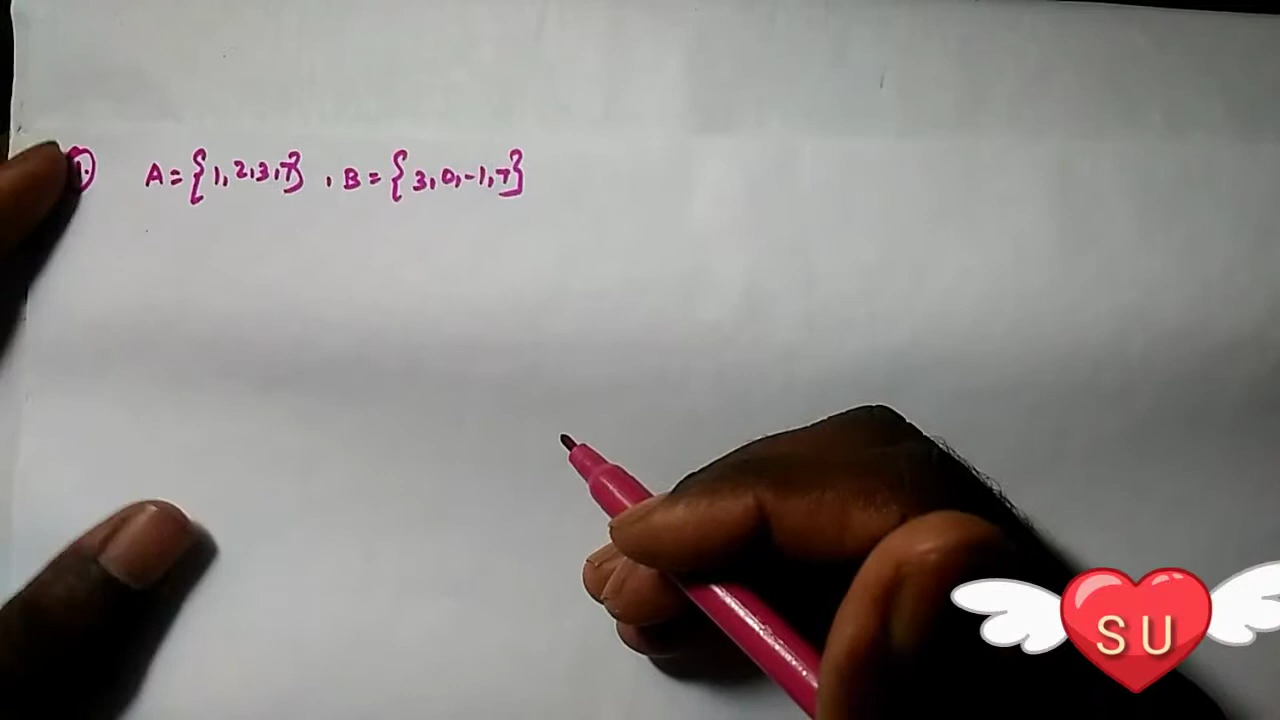 1. A = {1, 2, 3, 7} , B = {3, 0, -1, 7}
SU